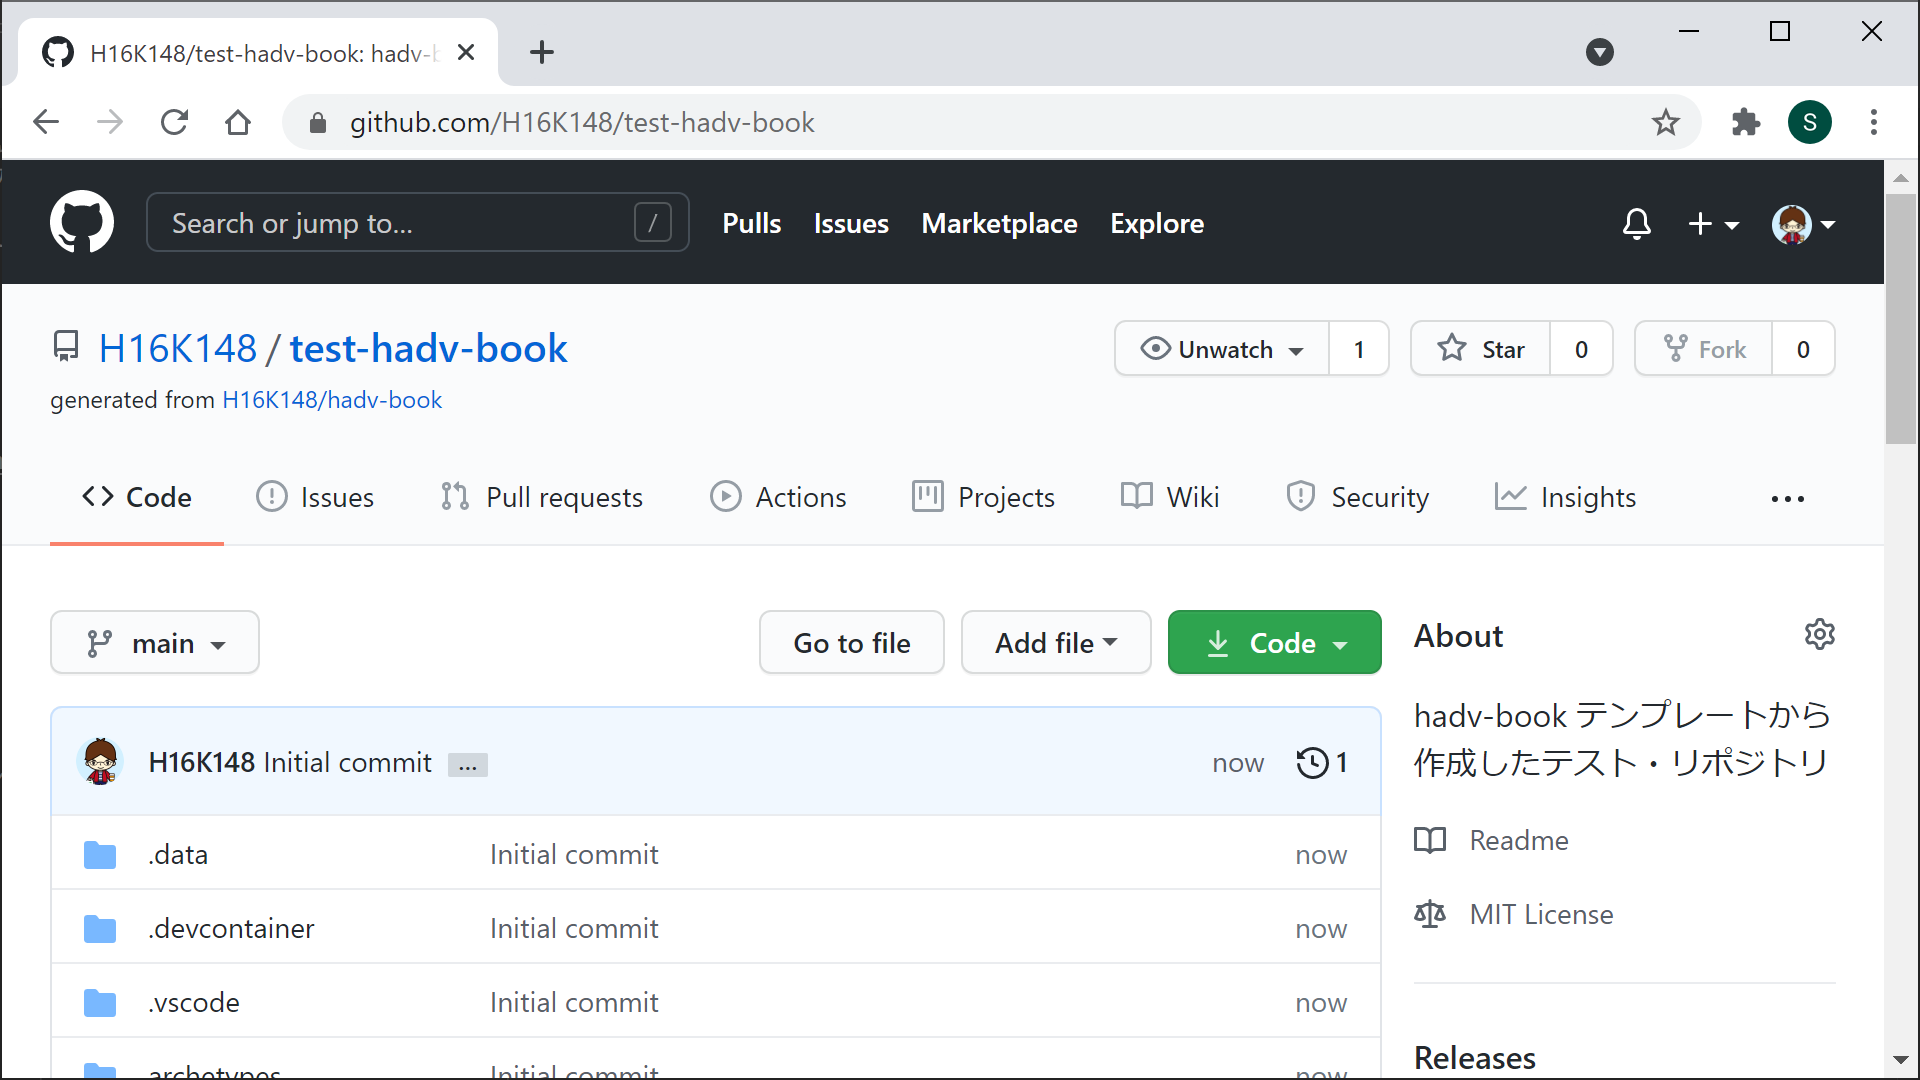 H16K148/test-hadv-book: hadv-b
github.com/H16K148/test-hadv-book
S
Search or jump to...
/
Pulls
Issues
Marketplace
Explore
H16K148 / test-hadv-book
Unwatch
1
Star
0
Fork
0
generated from H16K148/hadv-book
Code
Issues
Pull requests
Actions
Projects
Wiki
Security
Insights
main
Go to file
Add file
Code
H16K148 Initial commit
...
now
1
.data
Initial commit
now
.devcontainer
Initial commit
now
.vscode
Initial commit
now
archetypes
Initial commit
now
About
hadv-book テンプレートから
作成したテスト・リポジトリ
Readme
MIT License
Releases